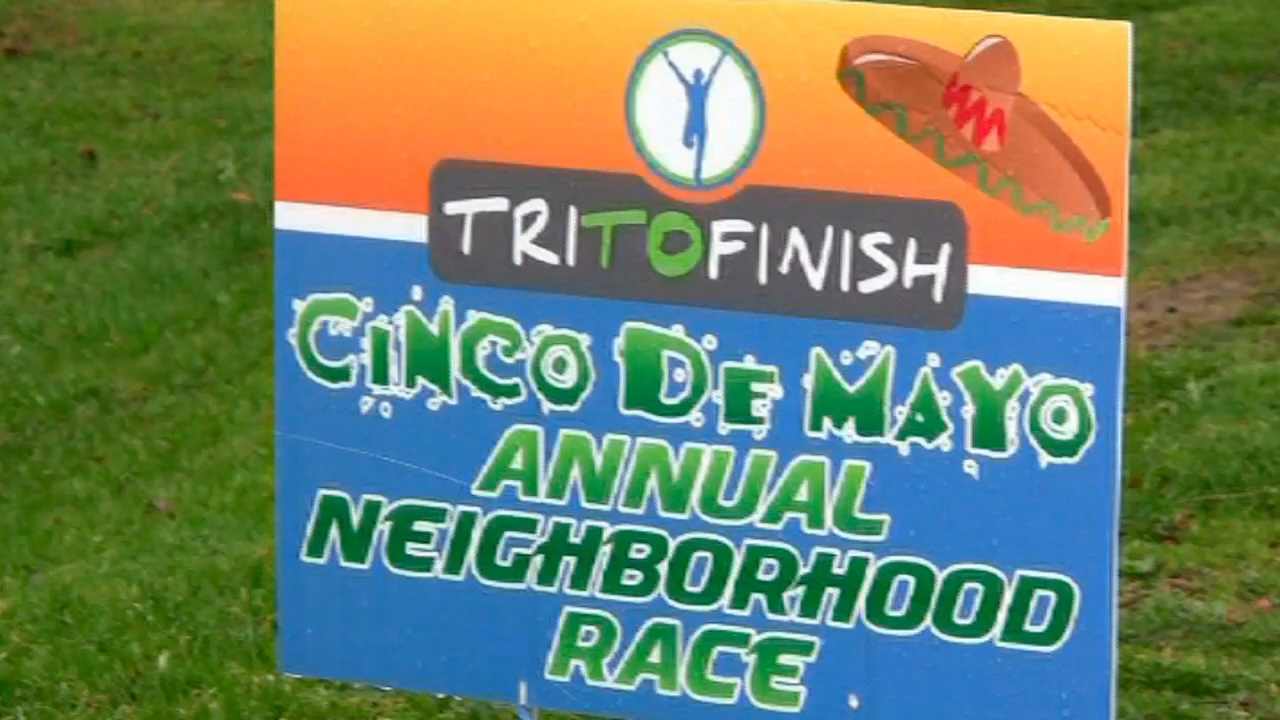 TRITOFINISH
CINCO DE MAYO
ANNUAL
NEIGHBORHOOD
RACE